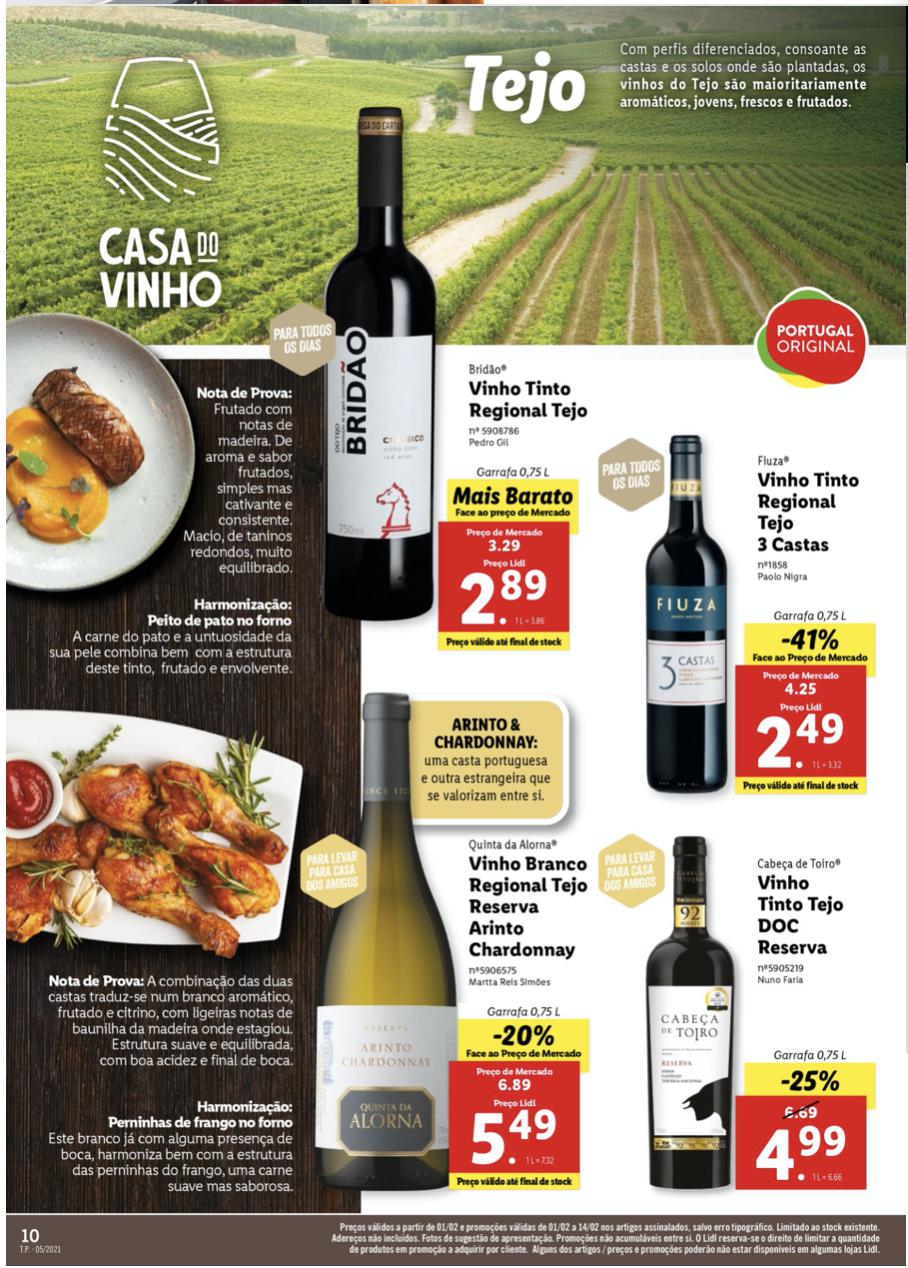 Tejo
Com perfis diferenciados, consoante as
castas e os solos onde são plantadas, os
vinhos do Tejo são maioritariamente
aromáticos, jovens, frescos e frutados.
CASA DO
VINHO
PORTUGAL
ORIGINAL
PARA TODOS
OS DIAS
Nota de Prova:
Frutado com
notas de
madeira. De
aroma e sabor
frutados,
simples mas
cativante e
consistente.
Macio, de taninos
redondos, muito
equilibrado.
Harmonização:
Peito de pato no forno
A carne do pato e a untuosidade da
sua pele combina bem com a estrutura
deste tinto, frutado e envolvente.
BRIDÃO
DO TEJO
CLÁSSICO
vinho tinto
red wine
750ml
Bridão®
Vinho Tinto
Regional Tejo
nº 5908786
Pedro Gil
Garrafa 0,75 L
Mais Barato
Face ao preço de Mercado
Preço de Mercado
3.29
Preço Lidl
2.89
1 L = 3.86
Preço válido até final de stock
PARA TODOS
OS DIAS
FIUZA
FIUZA
3 CASTAS
Fiuza®
Vinho Tinto
Regional
Tejo
3 Castas
nº1858
Paolo Nigra
Garrafa 0,75 L
-41%
Face ao Preço de Mercado
Preço de Mercado
4.25
Preço Lidl
2.49
1 L = 3.32
Preço válido até final de stock
ARINTO &
CHARDONNAY:
uma casta portuguesa
e outra estrangeira que
se valorizam entre si.
PARA LEVAR
PARA CASA
DOS AMIGOS
Nota de Prova: A combinação das duas
castas traduz-se num branco aromático,
frutado e citrino, com ligeiras notas de
baunilha da madeira onde estagiou.
Estrutura suave e equilibrada,
com boa acidez e final de boca.
Harmonização:
Perninhas de frango no forno
Este branco já com alguma presença de
boca, harmoniza bem com a estrutura
das perninhas do frango, uma carne
suave mas saborosa.
RESERVA
ARINTO
CHARDONNAY
QUINTA DA
ALORNA
Quinta da Alorna®
Vinho Branco
Regional Tejo
Reserva
Arinto
Chardonnay
nº5906575
Martta Reis Simões
Garrafa 0,75 L
-20%
Face ao Preço de Mercado
Preço de Mercado
6.89
Preço Lidl
5.49
1 L = 7.32
Preço válido até final de stock
PARA LEVAR
PARA CASA
DOS AMIGOS
92
CABEÇA
DE TOIRO
RESERVA
Cabeça de Toiro®
Vinho
Tinto Tejo
DOC
Reserva
nº5905219
Nuno Faria
Garrafa 0,75 L
-25%
6.69
4.99
1 L = 6.66
10
T.P. · 05/2021
Preços válidos a partir de 01/02 e promoções válidas de 01/02 a 14/02 nos artigos assinalados, salvo erro tipográfico. Limitado ao stock existente.
Adereços não incluídos. Fotos de sugestão de apresentação. Promoções não acumuláveis entre si. O Lidl reserva-se o direito de limitar a quantidade
de produtos em promoção a adquirir por cliente. Alguns dos artigos / preços e promoções poderão não estar disponíveis em algumas lojas Lidl.